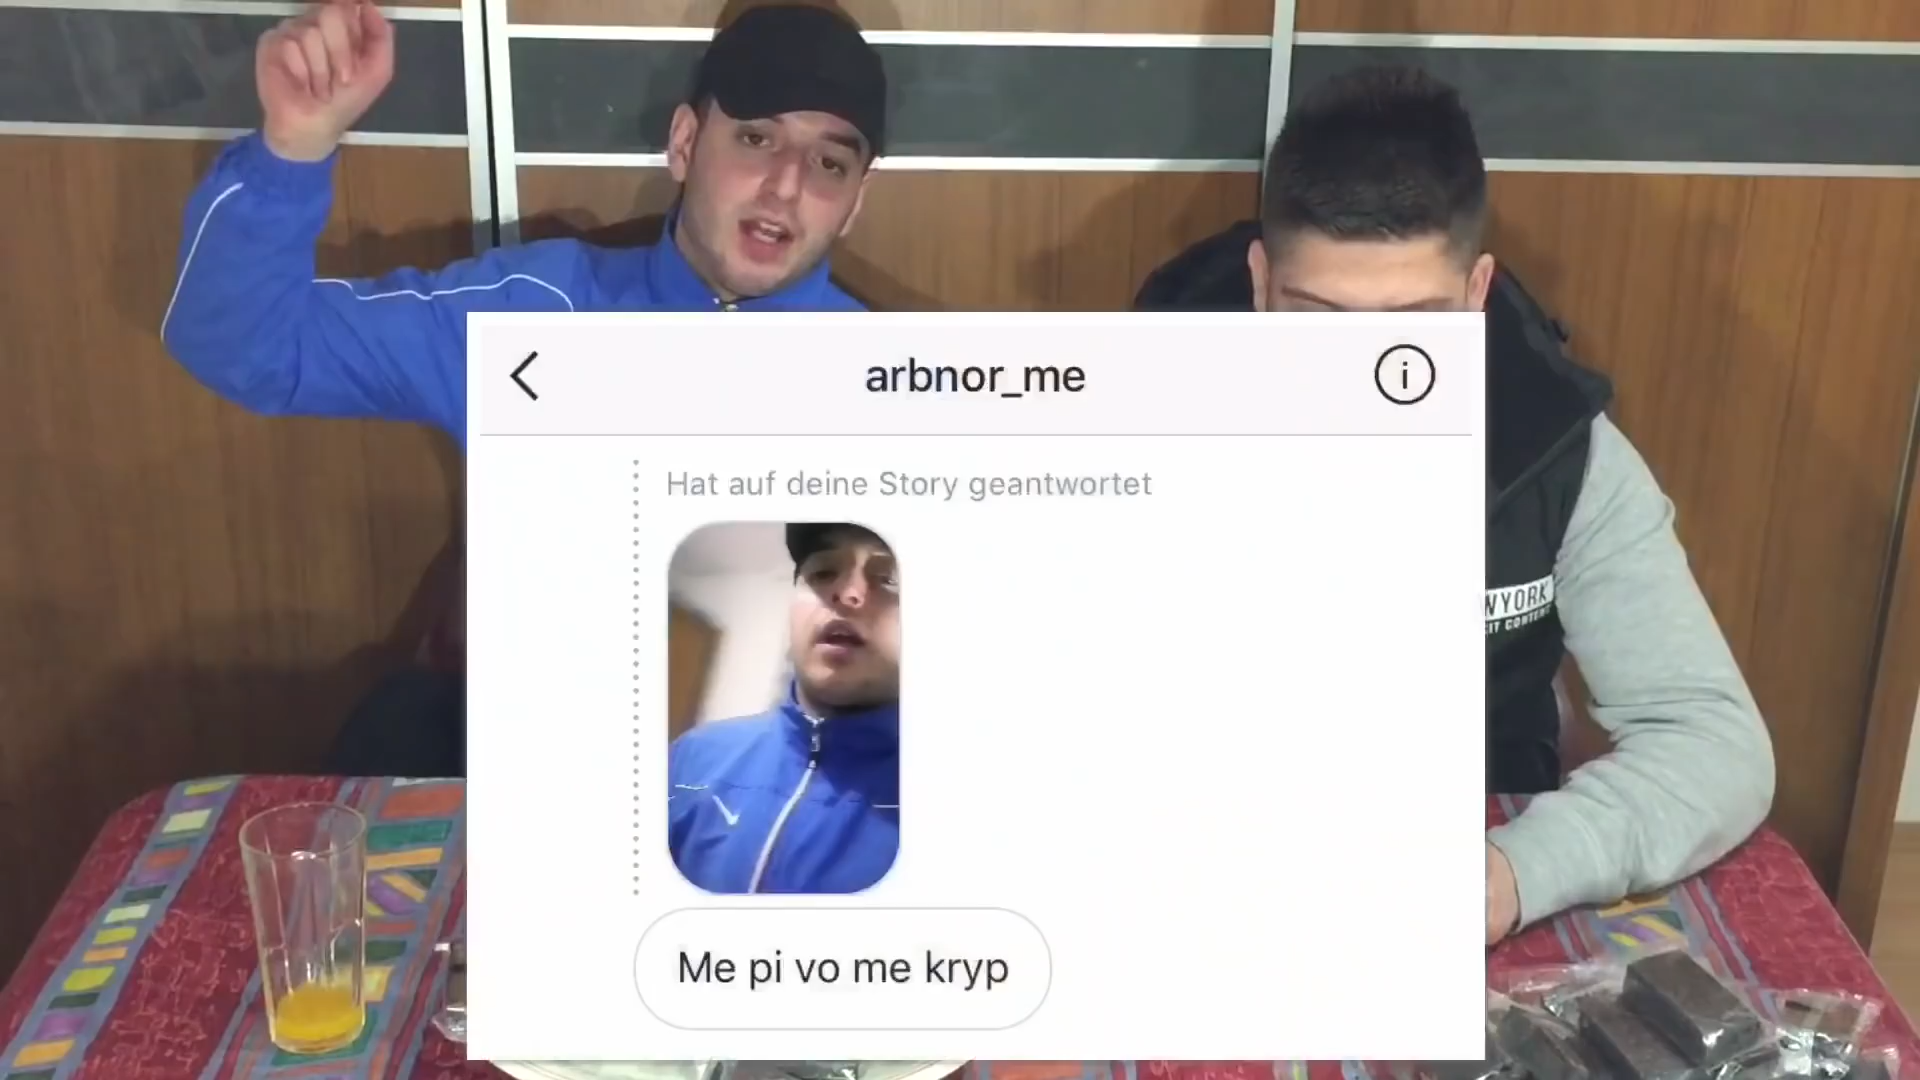 arbnor_me
Hat auf deine Story geantwortet
Me pi vo me kryp
WYORK